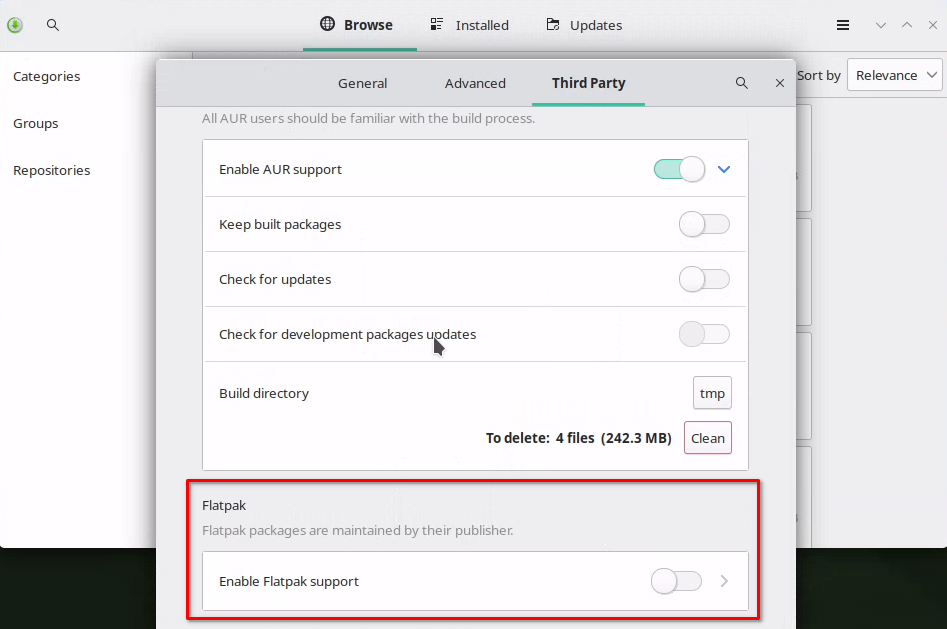 Browse
Installed
Updates
Categories
Groups
Repositories
Sort by
Relevance
General
Advanced
Third Party
All AUR users should be familiar with the build process.
Enable AUR support
Keep built packages
Check for updates
Check for development packages updates
Build directory
tmp
To delete: 4 files (242.3 MB)
Clean
Flatpak
Flatpak packages are maintained by their publisher.
Enable Flatpak support